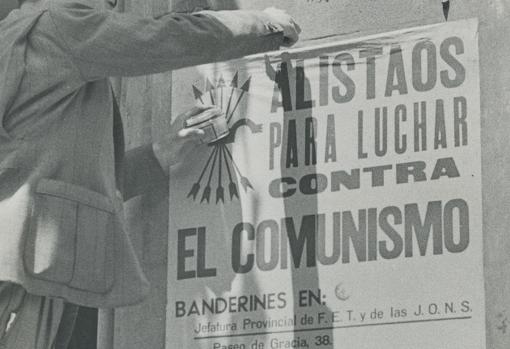 ALISTAOS
PARA LUCHAR
CONTRA
EL COMUNISMO
BANDERINES EN:
Jefatura Provincial de F. E. T. y de las J. O. N. S.
Paseo de Gracia, 38.